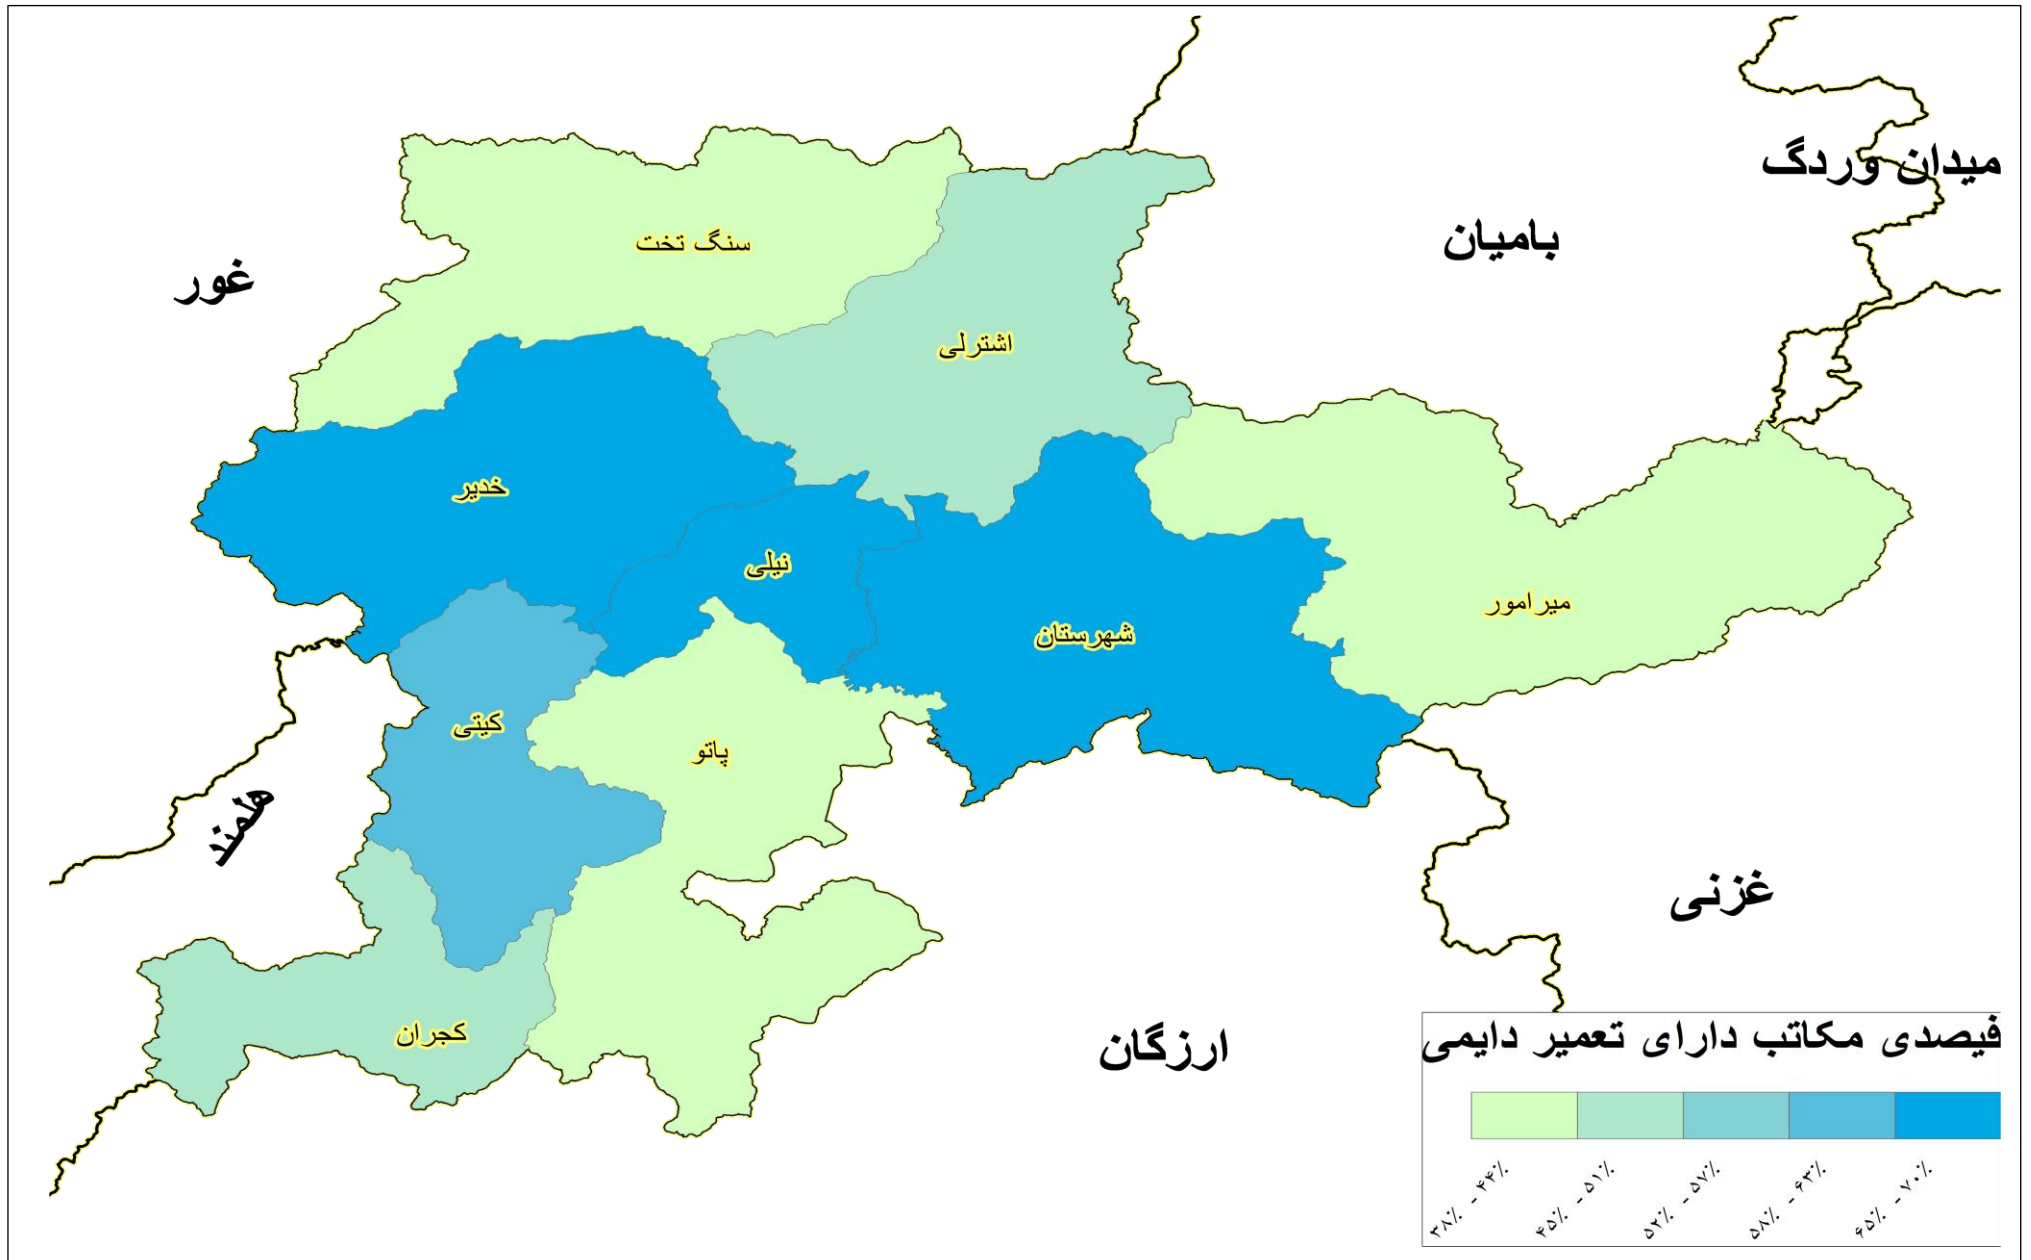 میدان وردگ
بامیان
سنگ تخت
غور
اشترلی
خدیر
نیلی
میرامور
شهرستان
کیتی
پاتو
هلمند
غزنی
کجران
ارزگان
فیصدی مکاتب دارای تعمیر دایمی
۳۸٪ - ۴۴٪
۴۵٪ - ۵۱٪
۵۲٪ - ۵۷٪
۵۸٪ - ۶۳٪
۶۵٪ - ۷۰٪